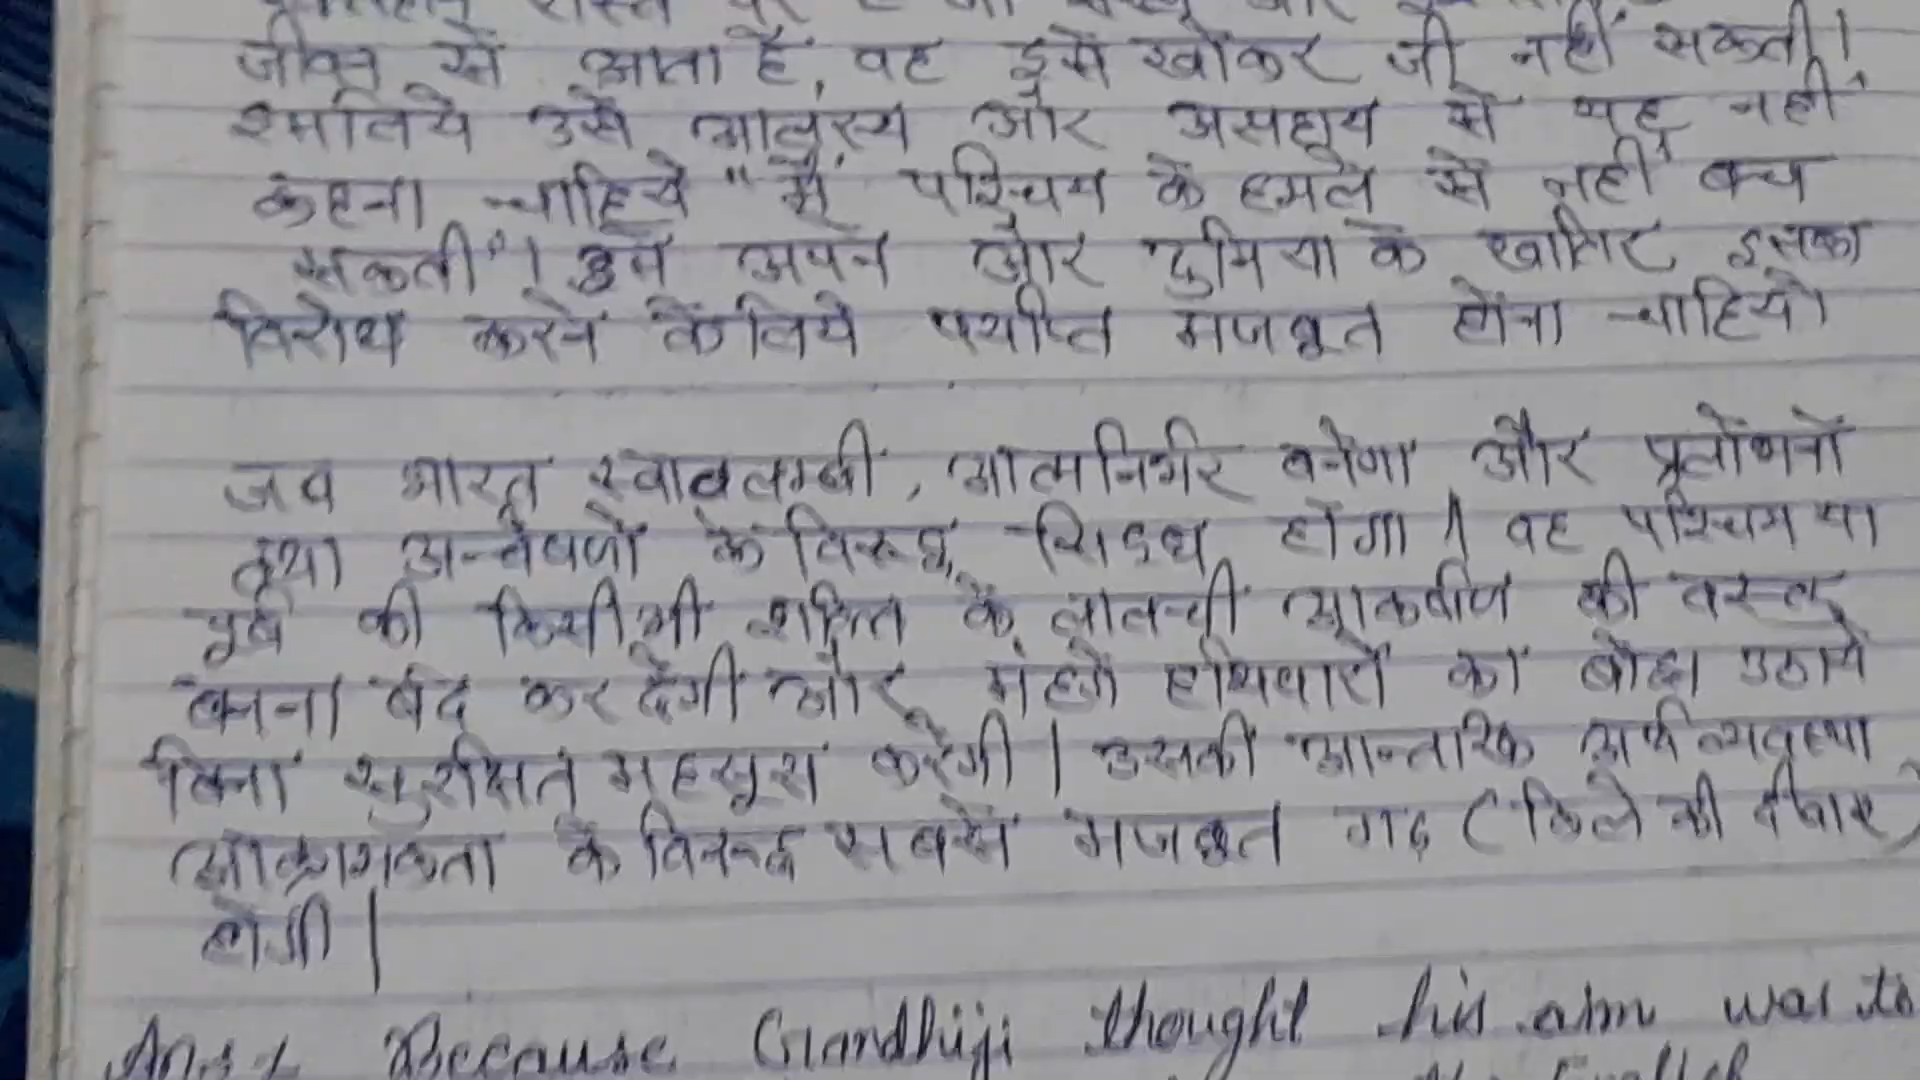 जीवन से आता है, वह इसे खोकर जी नहीं सकती।
इसलिये उसे आलस्य और असहाय से यह नहीं
कहना चाहिये "मैं पश्चिम के हमले से नहीं बच
सकती"। इसे अपने और दुनिया के खातिर इसका
विरोध करने के लिये पर्याप्त मजबूत होना चाहिये।
जब भारत स्वावलम्बी, आत्मनिर्भर बनेगा और प्रलोभनों
तथा अन्वेषणों के विरुद्ध सिद्ध होगा। वह पश्चिम या
पूर्व की किसी भी शक्ति के लालची आकर्षण की वस्तु
बनना बंद कर देगी और मंहगे हथियारों का बोझ उठाये
बिना सुरक्षित महसूस करेगी। उसकी आन्तरिक अर्थव्यवस्था
आक्रामकता के विरुद्ध सबसे मजबूत गढ़ (किले की दीवार)
होगी।
Because Gandhiji thought his aim was to